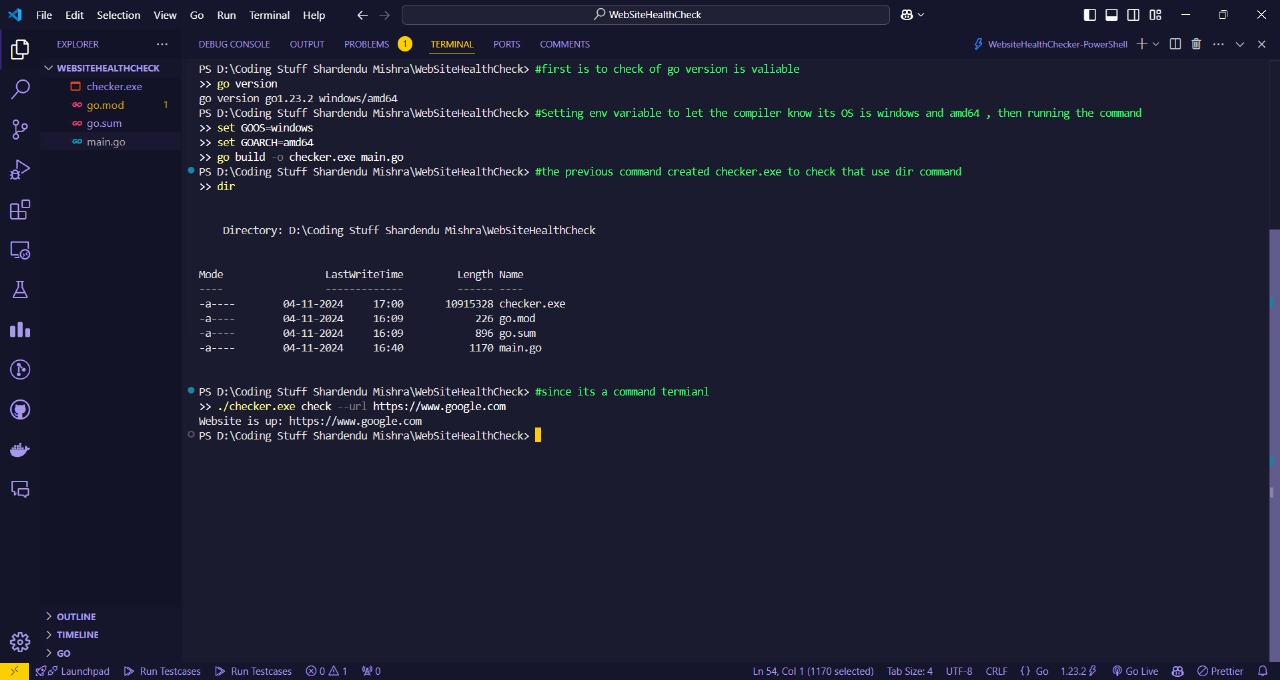 File Edit Selection View Go Run Terminal Help WebSiteHealthCheck
EXPLORER
WEBSITEHEALTHCHECK
checker.exe
go.mod 1
go.sum
main.go
OUTLINE
TIMELINE
GO
DEBUG CONSOLE OUTPUT PROBLEMS 1 TERMINAL PORTS COMMENTS WebsiteHealthChecker-PowerShell
PS D:\Coding Stuff Shardendu Mishra\WebSiteHealthCheck> #first is to check of go version is valiable
>> go version
go version go1.23.2 windows/amd64
PS D:\Coding Stuff Shardendu Mishra\WebSiteHealthCheck> #Setting env variable to let the compiler know its OS is windows and amd64 , then running the command
>> set GOOS=windows
>> set GOARCH=amd64
>> go build -o checker.exe main.go
PS D:\Coding Stuff Shardendu Mishra\WebSiteHealthCheck> #the previous command created checker.exe to check that use dir command
>> dir
Directory: D:\Coding Stuff Shardendu Mishra\WebSiteHealthCheck
Mode LastWriteTime Length Name
---- ------------- ------ ----
-a---- 04-11-2024 17:00 10915328 checker.exe
-a---- 04-11-2024 16:09 226 go.mod
-a---- 04-11-2024 16:09 896 go.sum
-a---- 04-11-2024 16:40 1170 main.go
PS D:\Coding Stuff Shardendu Mishra\WebSiteHealthCheck> #since its a command termianl
>> ./checker.exe check --url https://www.google.com
Website is up: https://www.google.com
PS D:\Coding Stuff Shardendu Mishra\WebSiteHealthCheck>
Launchpad Run Testcases Run Testcases 0 1 0 Ln 54, Col 1 (1170 selected) Tab Size: 4 UTF-8 CRLF {} Go 1.23.2 Go Live Prettier